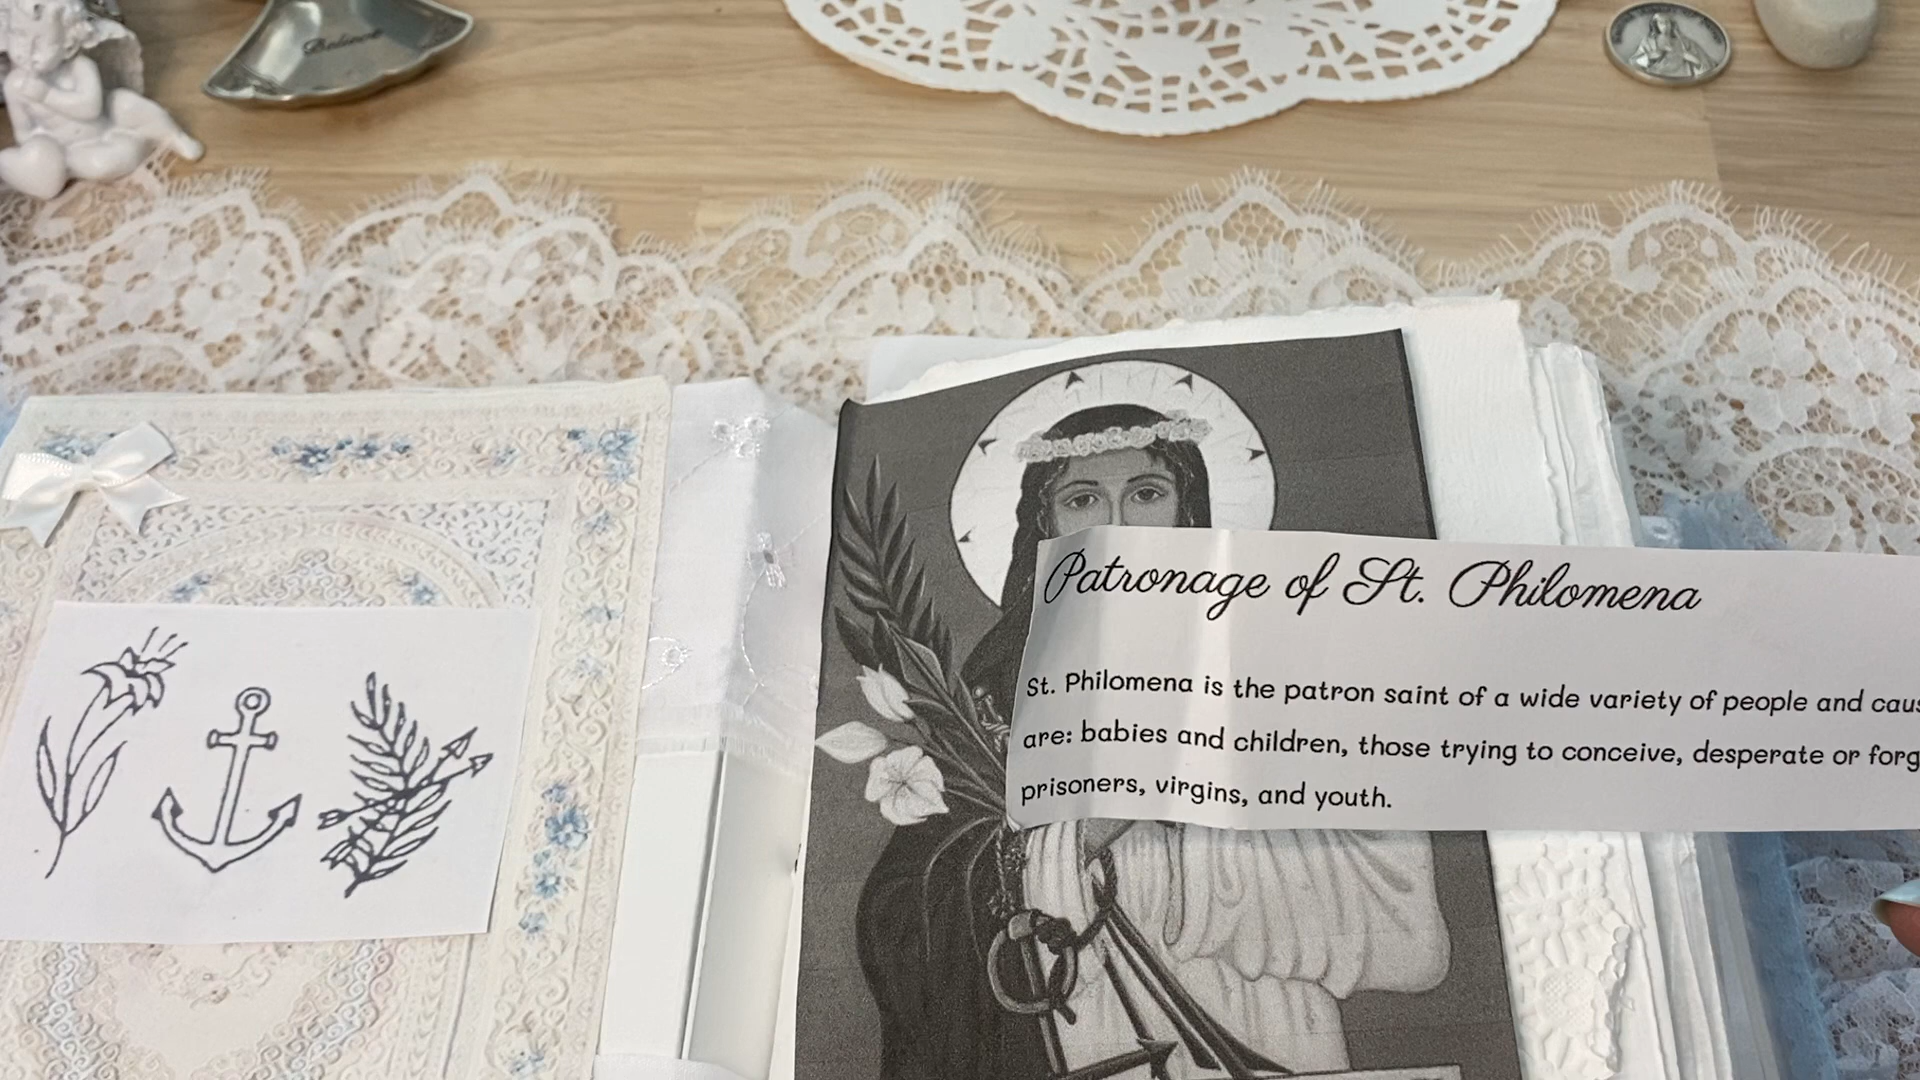 Believe
Patronage of St. Philomena
St. Philomena is the patron saint of a wide variety of people and
are: babies and children, those trying to conceive, desperate or
prisoners, virgins, and youth.